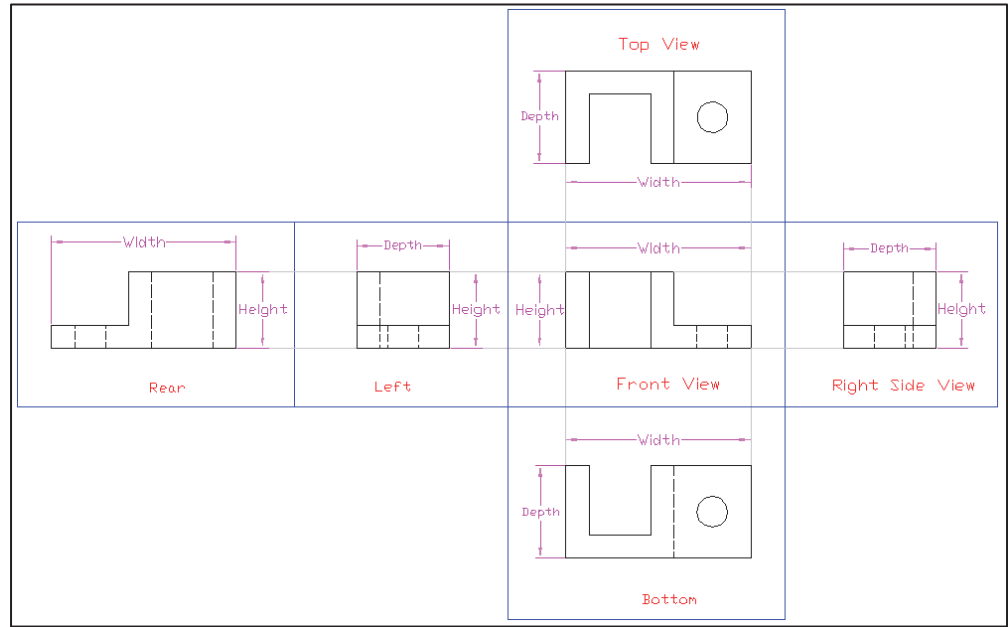 Top View
Depth
Width
Width
Depth
Width
Depth
Height
Height
Height
Height
Rear
Left
Front View
Right Side View
Width
Depth
Bottom